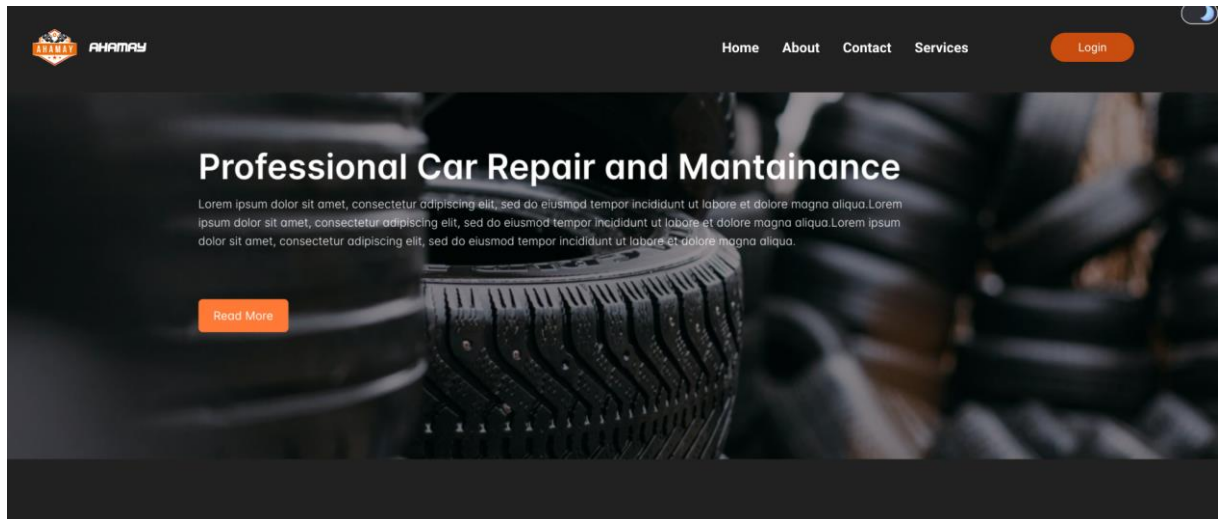 AHAMAY
AHAMAY
Home About Contact Services
Login
Professional Car Repair and Mantainance
Lorem ipsum dolor sit amet, consectetur adipiscing elit, sed do eiusmod tempor incididunt ut labore et dolore magna aliqua.Lorem
ipsum dolor sit amet, consectetur adipiscing elit, sed do eiusmod tempor incididunt ut labore et dolore magna aliqua.Lorem ipsum
dolor sit amet, consectetur adipiscing elit, sed do eiusmod tempor incididunt ut labore et dolore magna aliqua.
Read More